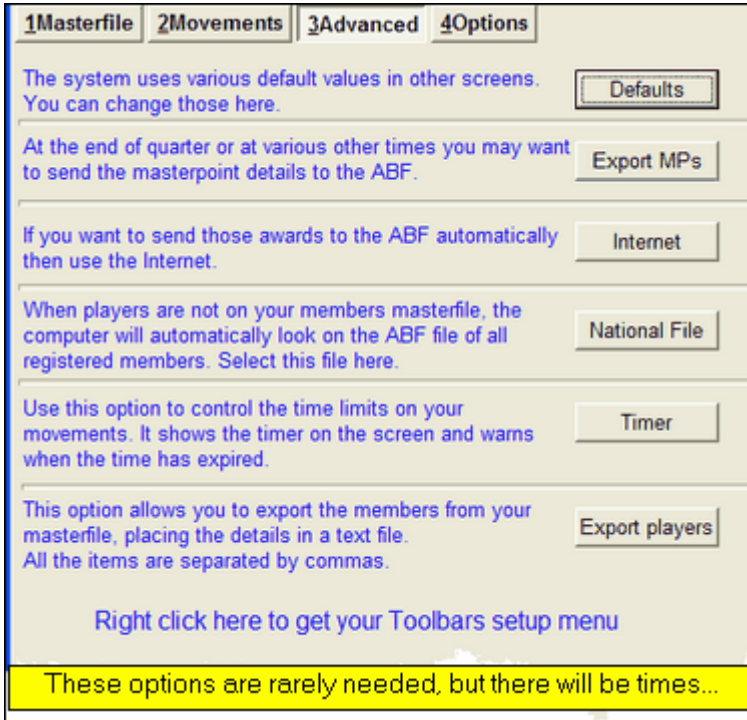 1Masterfile 2Movements 3Advanced 4Options
The system uses various default values in other screens.
You can change those here.
Defaults
At the end of quarter or at various other times you may want
to send the masterpoint details to the ABF.
Export MPs
If you want to send those awards to the ABF automatically
then use the Internet.
Internet
When players are not on your members masterfile, the
computer will automatically look on the ABF file of all
registered members. Select this file here.
National File
Use this option to control the time limits on your
movements. It shows the timer on the screen and warns
when the time has expired.
Timer
This option allows you to export the members from your
masterfile, placing the details in a text file.
All the items are separated by commas.
Export players
Right click here to get your Toolbars setup menu
These options are rarely needed, but there will be times...